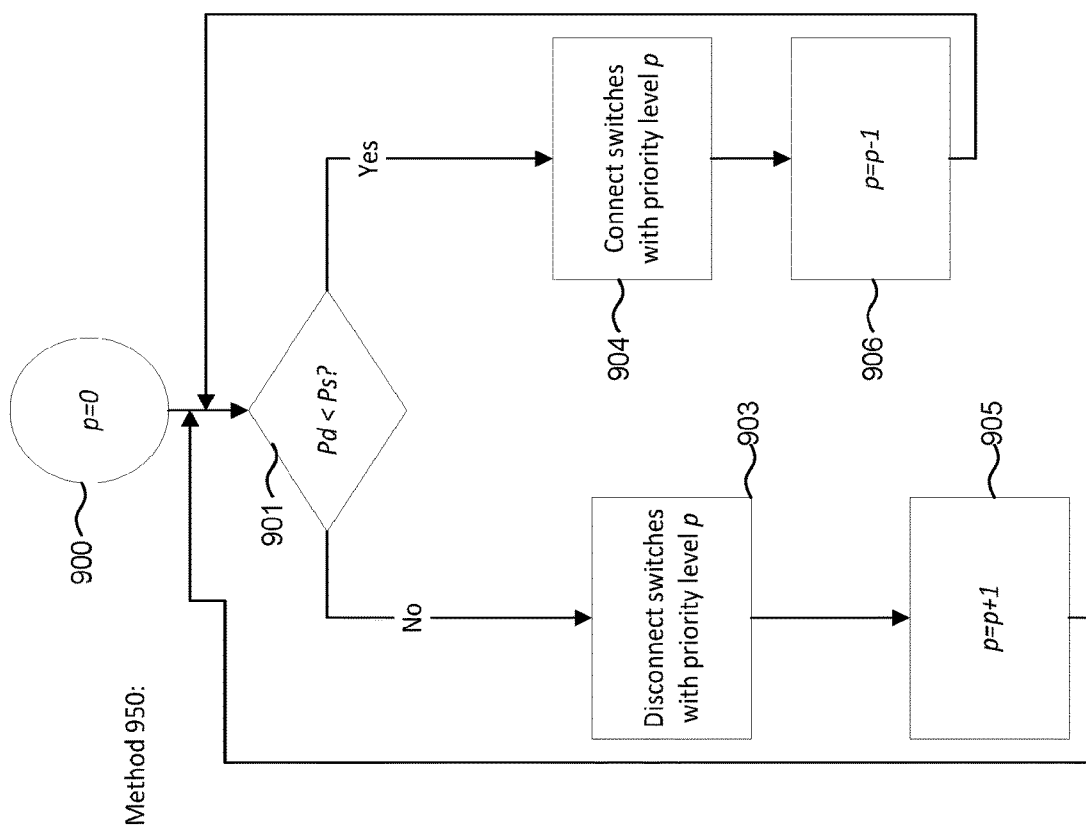 Method 950:
p=0
900
Pd < Ps?
901
No
Yes
Disconnect switches
with priority level p
903
p=p+1
905
Connect switches
with priority level p
904
p=p-1
906